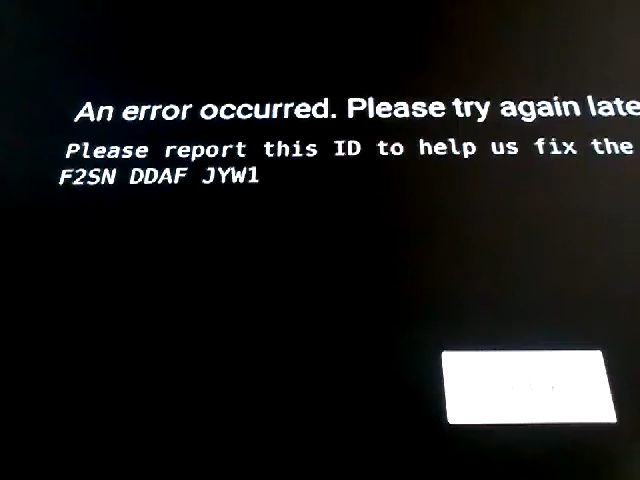 An error occurred. Please try again late
Please report this ID to help us fix the
F2SN DDAF JYW1